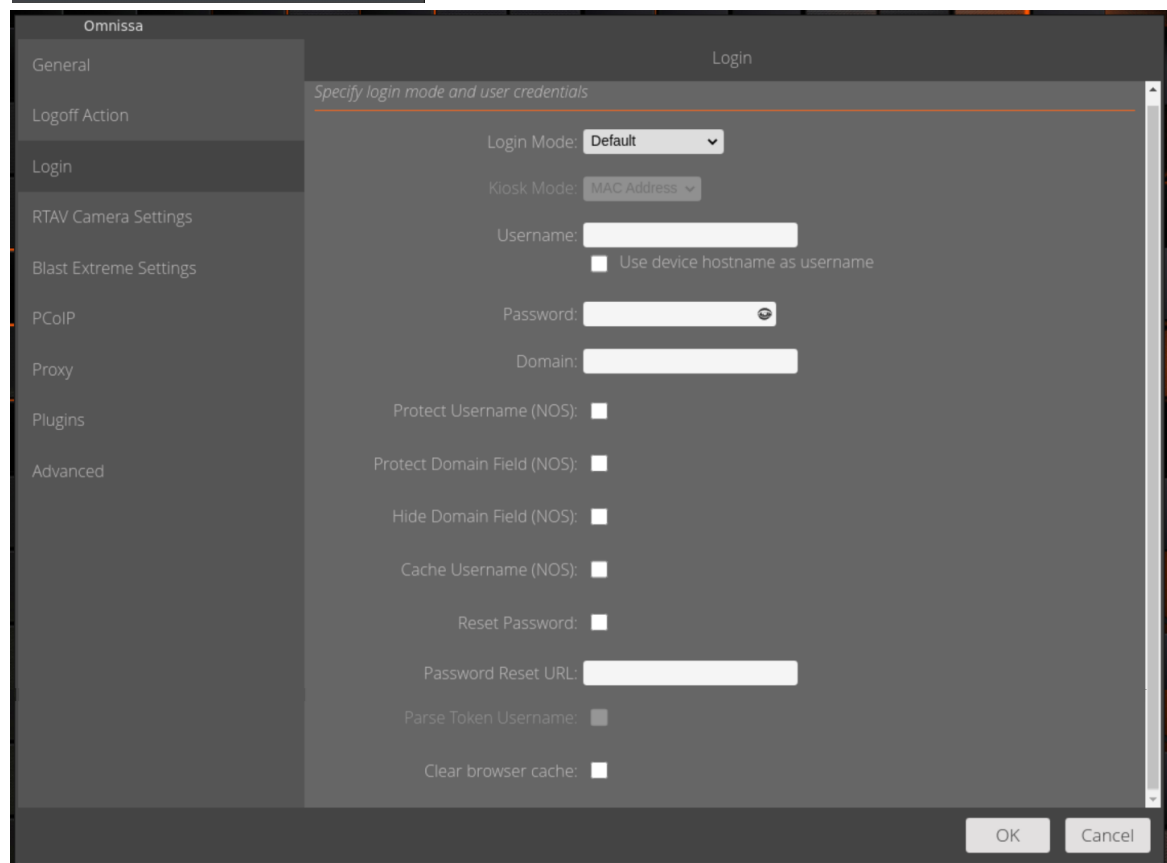 Omnissa
General
Logoff Action
Login
RTAV Camera Settings
Blast Extreme Settings
PCoIP
Proxy
Plugins
Advanced
Login
Specify login mode and user credentials
Login Mode: Default
Kiosk Mode: MAC Address
Username:
Use device hostname as username
Password:
Domain:
Protect Username (NOS):
Protect Domain Field (NOS):
Hide Domain Field (NOS):
Cache Username (NOS):
Reset Password:
Password Reset URL:
Parse Token Username:
Clear browser cache:
OK Cancel